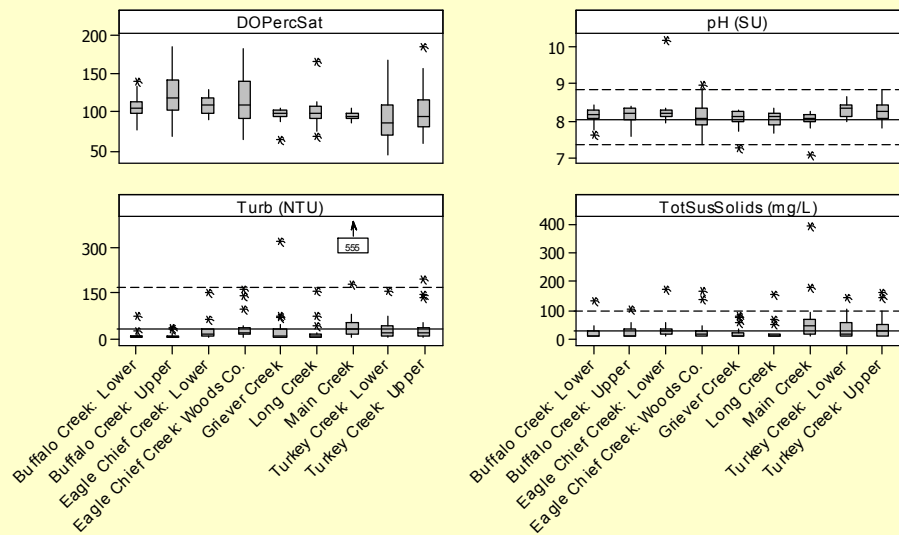 DOPercSat
200
150
100
50
pH (SU)
10
9
8
7
Turb (NTU)
300
150
0
555
TotSusSolids (mg/L)
400
300
200
100
0
Buffalo Creek: Lower
Buffalo Creek: Upper
Eagle Chief Creek: Lower
Eagle Chief Creek: Woods Co.
Griever Creek
Long Creek
Main Creek
Turkey Creek: Lower
Turkey Creek: Upper
Buffalo Creek: Lower
Buffalo Creek: Upper
Eagle Chief Creek: Lower
Eagle Chief Creek: Woods Co.
Griever Creek
Long Creek
Main Creek
Turkey Creek: Lower
Turkey Creek: Upper